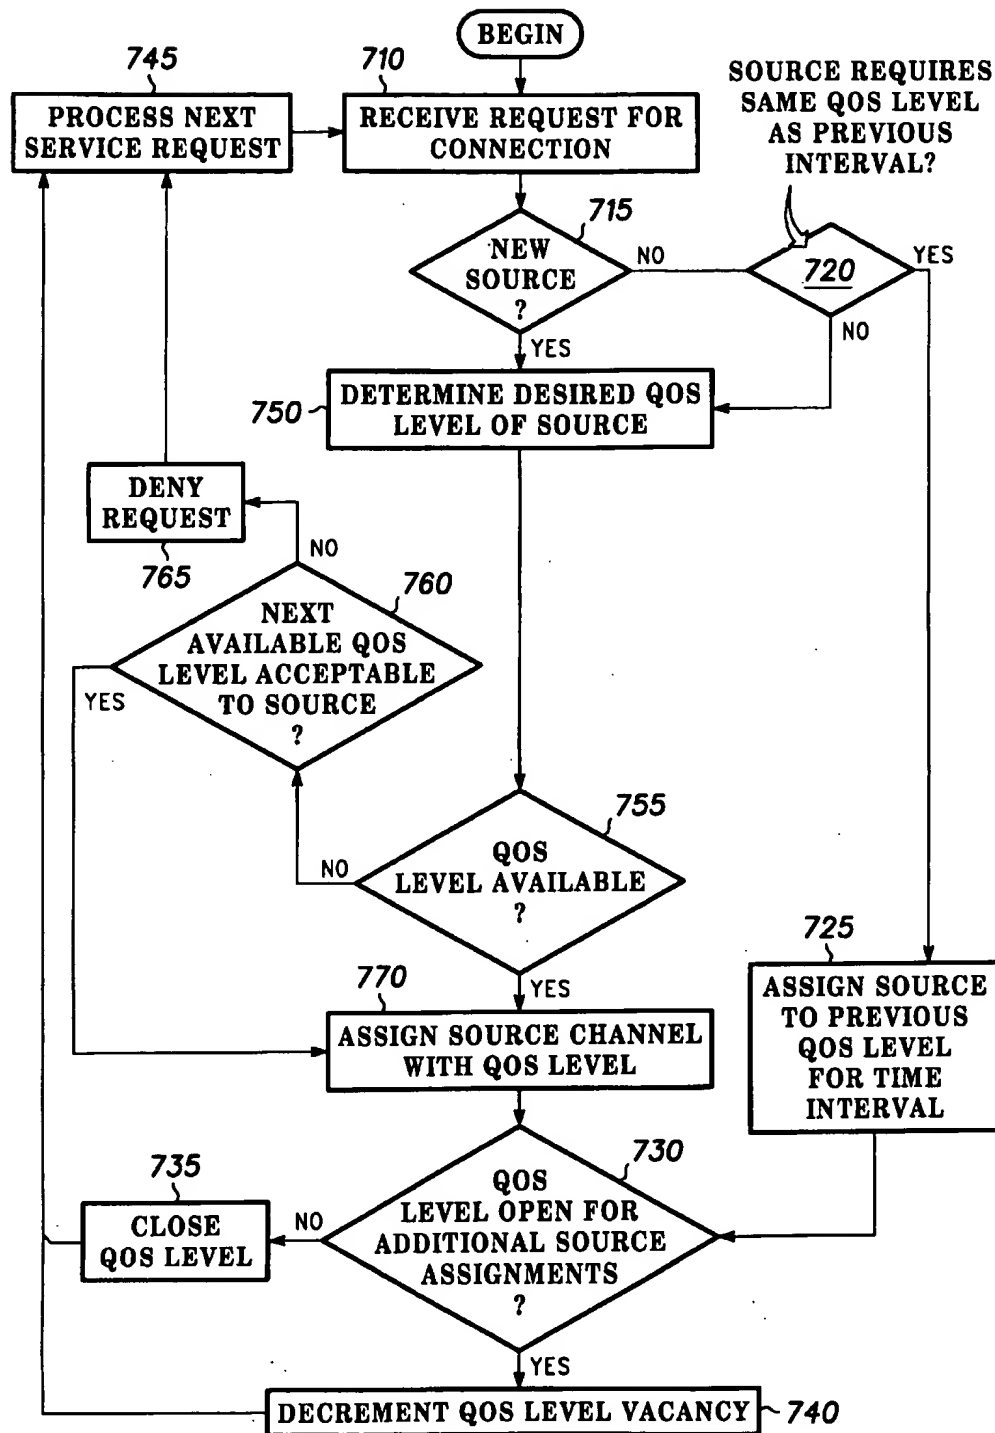 BEGIN
745
PROCESS NEXT
SERVICE REQUEST
710
RECEIVE REQUEST FOR
CONNECTION
SOURCE REQUIRES
SAME QOS LEVEL
AS PREVIOUS
INTERVAL?
715
NEW
SOURCE
?
NO
YES
720
YES
NO
750
DETERMINE DESIRED QOS
LEVEL OF SOURCE
DENY
REQUEST
765
NO
760
NEXT
AVAILABLE QOS
LEVEL ACCEPTABLE
TO SOURCE
?
YES
755
QOS
LEVEL AVAILABLE
?
NO
YES
725
ASSIGN SOURCE
TO PREVIOUS
QOS LEVEL
FOR TIME
INTERVAL
770
ASSIGN SOURCE CHANNEL
WITH QOS LEVEL
730
QOS
LEVEL OPEN FOR
ADDITIONAL SOURCE
ASSIGNMENTS
?
NO
YES
735
CLOSE
QOS LEVEL
DECREMENT QOS LEVEL VACANCY
740